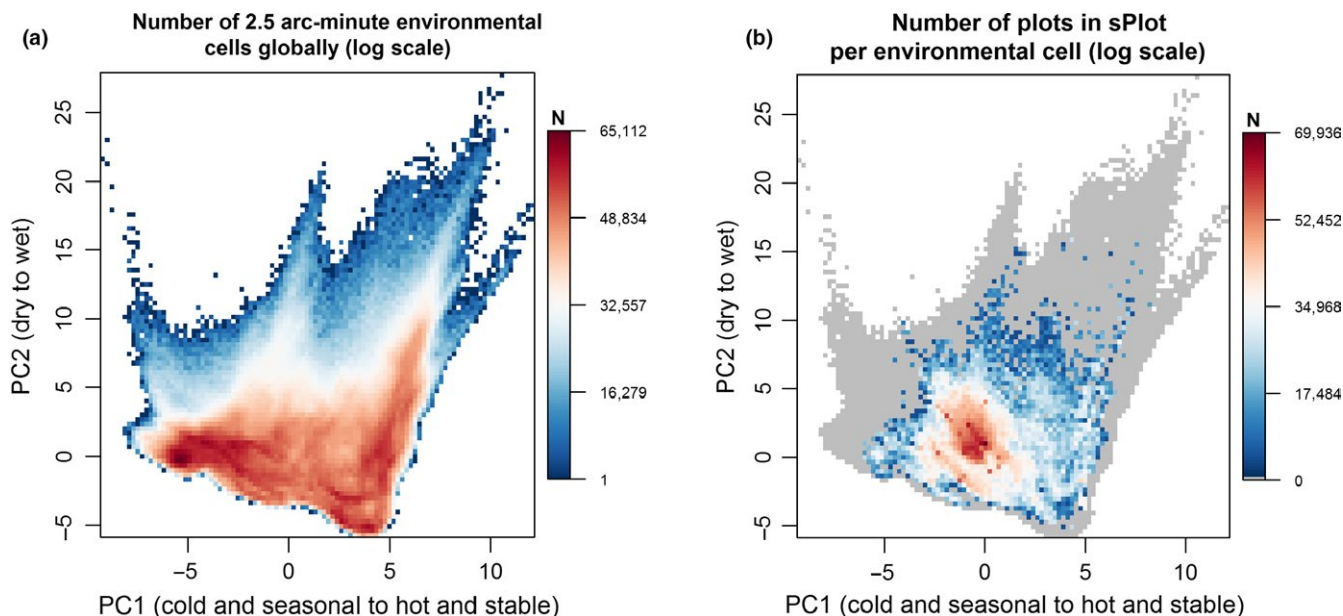 (a)
Number of 2.5 arc-minute environmental
cells globally (log scale)
N
65,112
48,834
32,557
16,279
1
25
20
15
10
5
0
−5
PC2 (dry to wet)
−5 0 5 10
PC1 (cold and seasonal to hot and stable)
(b)
Number of plots in sPlot
per environmental cell (log scale)
N
69,936
52,452
34,968
17,484
0
25
20
15
10
5
0
−5
PC2 (dry to wet)
−5 0 5 10
PC1 (cold and seasonal to hot and stable)